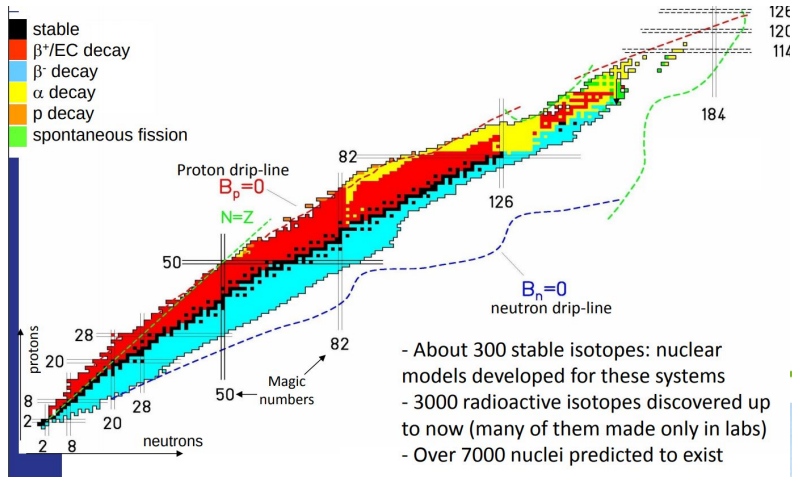 stable
β⁺/EC decay
β⁻ decay
α decay
p decay
spontaneous fission
126
120
114
184
82
Proton drip-line
Bp=0
N=Z
126
50
Bn=0
neutron drip-line
28
20
8
2
protons
82
Magic
numbers
50
28
20
2 8
neutrons
- About 300 stable isotopes: nuclear
models developed for these systems
- 3000 radioactive isotopes discovered up
to now (many of them made only in labs)
- Over 7000 nuclei predicted to exist